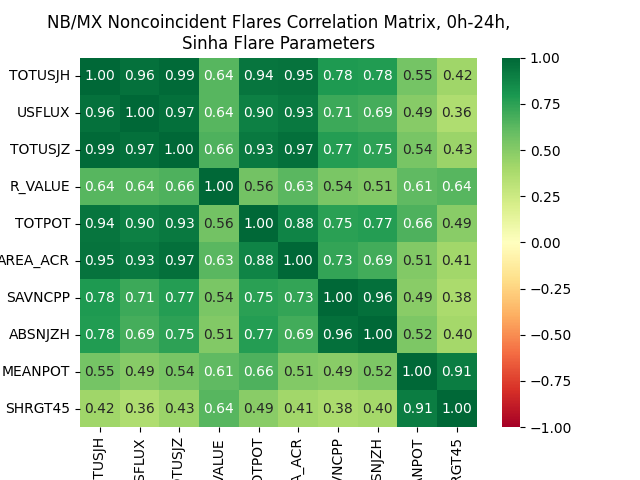 NB/MX Noncoincident Flares Correlation Matrix, 0h-24h,
Sinha Flare Parameters
TOTUSJH 1.00 0.96 0.99 0.64 0.94 0.95 0.78 0.78 0.55 0.42
USFLUX 0.96 1.00 0.97 0.64 0.90 0.93 0.71 0.69 0.49 0.36
TOTUSJZ 0.99 0.97 1.00 0.66 0.93 0.97 0.77 0.75 0.54 0.43
R_VALUE 0.64 0.64 0.66 1.00 0.56 0.63 0.54 0.51 0.61 0.64
TOTPOT 0.94 0.90 0.93 0.56 1.00 0.88 0.75 0.77 0.66 0.49
AREA_ACR 0.95 0.93 0.97 0.63 0.88 1.00 0.73 0.69 0.51 0.41
SAVNCPP 0.78 0.71 0.77 0.54 0.75 0.73 1.00 0.96 0.49 0.38
ABSNJZH 0.78 0.69 0.75 0.51 0.77 0.69 0.96 1.00 0.52 0.40
MEANPOT 0.55 0.49 0.54 0.61 0.66 0.51 0.49 0.52 1.00 0.91
SHRGT45 0.42 0.36 0.43 0.64 0.49 0.41 0.38 0.40 0.91 1.00
TUSJH
SFLUX
OTUSJZ
VALUE
OTPOT
A_ACR
VNCPP
SNJZH
ANPOT
RGT45
1.00
0.75
0.50
0.25
0.00
−0.25
−0.50
−0.75
−1.00